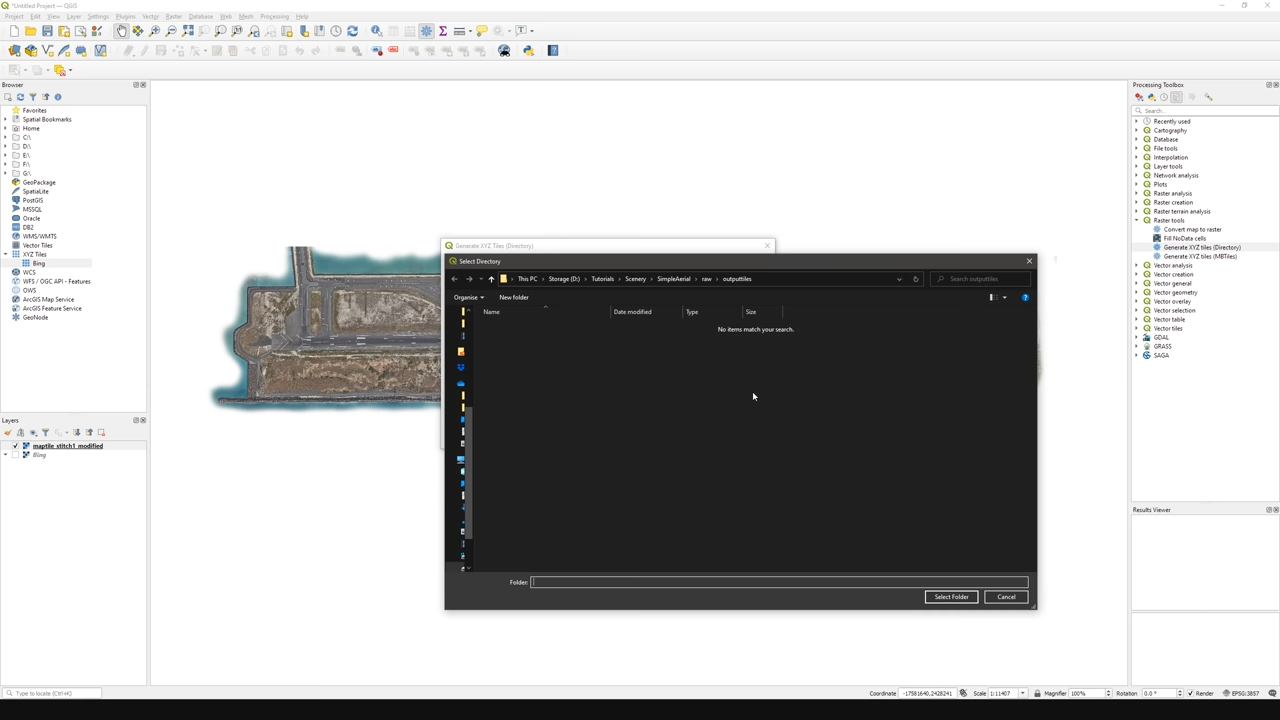 *Untitled Project — QGIS
Project Edit View Layer Settings Plugins Vector Raster Database Web Mesh Processing Help
Browser
Favorites
Spatial Bookmarks
Home
C:\
D:\
E:\
F:\
G:\
GeoPackage
SpatiaLite
PostGIS
MSSQL
Oracle
DB2
WMS/WMTS
Vector Tiles
XYZ Tiles
Bing
WCS
WFS / OGC API - Features
OWS
ArcGIS Map Service
ArcGIS Feature Service
GeoNode
Layers
maptile_stitch1_modified
Bing
Generate XYZ Tiles (Directory)
Select Directory
This PC > Storage (D:) > Tutorials > Scenery > SimpleAerial > raw > outputtiles
Search outputtiles
Organise New folder
Name Date modified Type Size
No items match your search.
Folder:
Select Folder Cancel
Processing Toolbox
Search...
Recently used
Cartography
Database
File tools
Interpolation
Layer tools
Network analysis
Plots
Raster analysis
Raster creation
Raster terrain analysis
Raster tools
Convert map to raster
Fill NoData cells
Generate XYZ tiles (Directory)
Generate XYZ tiles (MBTiles)
Vector analysis
Vector creation
Vector general
Vector geometry
Vector overlay
Vector selection
Vector table
Vector tiles
GDAL
GRASS
SAGA
Results Viewer
Type to locate (Ctrl+K)
Coordinate -17581640,2428241 Scale 1:11407 Magnifier 100% Rotation 0.0 ° Render EPSG:3857